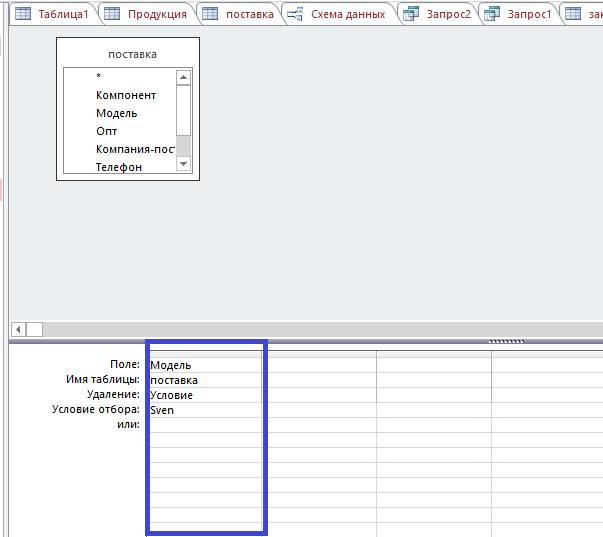 Таблица1 Продукция поставка Схема данных Запрос2 Запрос1 зак
поставка
*
Компонент
Модель
Опт
Компания-пос
Телефон
Поле: Модель
Имя таблицы: поставка
Удаление: Условие
Условие отбора: Sven
или: